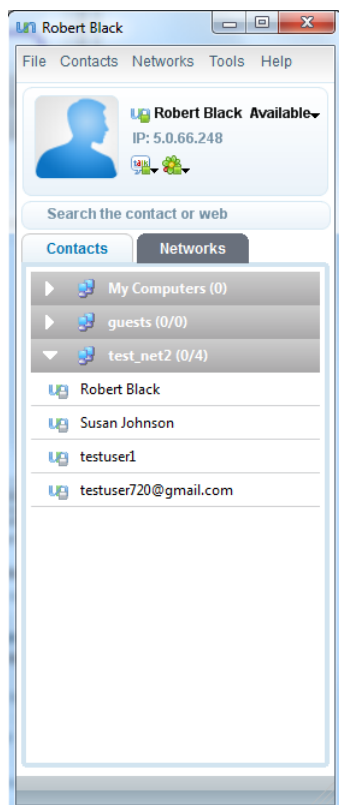 un Robert Black
File Contacts Networks Tools Help
Robert Black Available
IP: 5.0.66.248
talk
Search the contact or web
Contacts Networks
My Computers (0)
guests (0/0)
test_net2 (0/4)
Robert Black
Susan Johnson
testuser1
testuser720@gmail.com